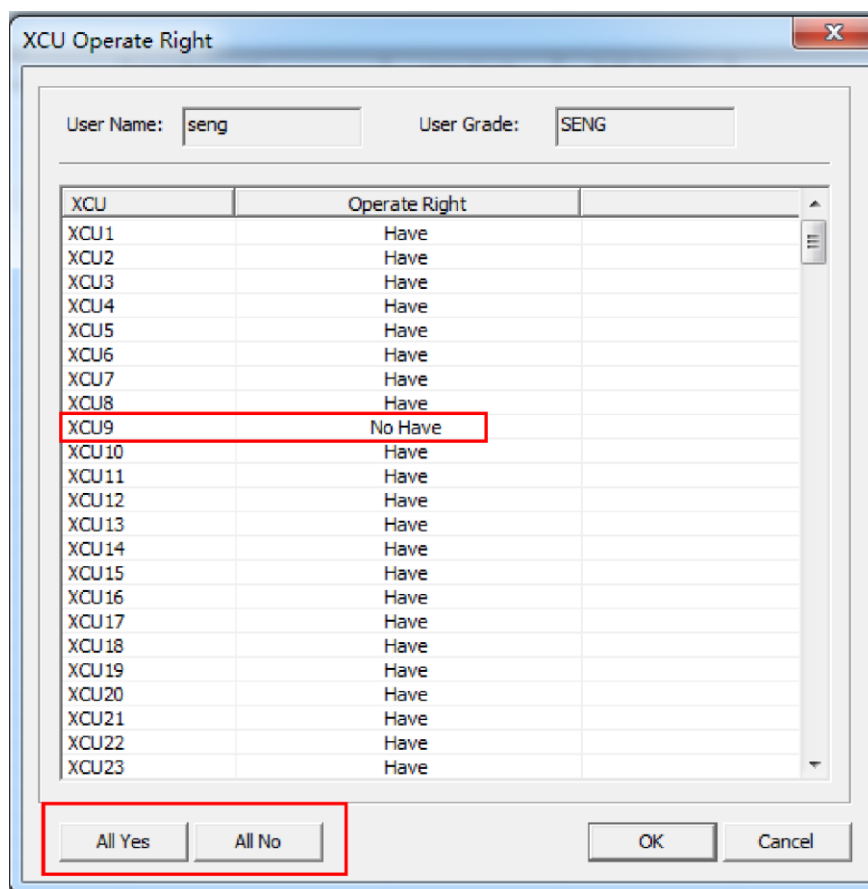 XCU Operate Right
User Name: seng User Grade: SENG
XCU Operate Right
XCU1 Have
XCU2 Have
XCU3 Have
XCU4 Have
XCU5 Have
XCU6 Have
XCU7 Have
XCU8 Have
XCU9 No Have
XCU10 Have
XCU11 Have
XCU12 Have
XCU13 Have
XCU14 Have
XCU15 Have
XCU16 Have
XCU17 Have
XCU18 Have
XCU19 Have
XCU20 Have
XCU21 Have
XCU22 Have
XCU23 Have
All Yes All No OK Cancel